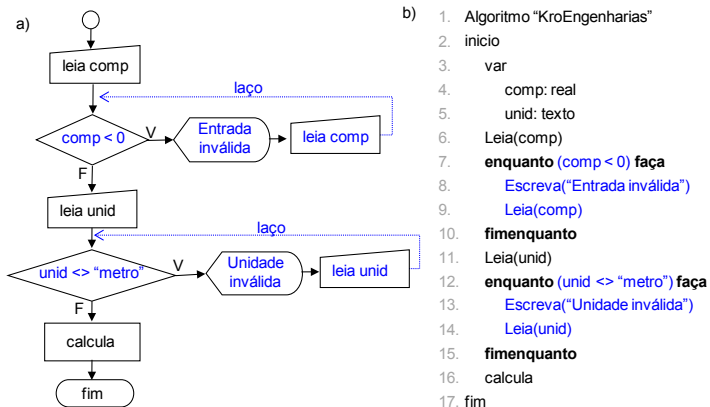 a)
leia comp
laço
comp < 0
V
Entrada
inválida
leia comp
F
leia unid
laço
unid <> “metro”
V
Unidade
inválida
leia unid
F
calcula
fim
b)
1. Algoritmo “KroEngenharias”
2. inicio
3. var
4. comp: real
5. unid: texto
6. Leia(comp)
7. enquanto (comp < 0) faça
8. Escreva(“Entrada inválida”)
9. Leia(comp)
10. fimenquanto
11. Leia(unid)
12. enquanto (unid <> “metro”) faça
13. Escreva(“Unidade inválida”)
14. Leia(unid)
15. fimenquanto
16. calcula
17. fim